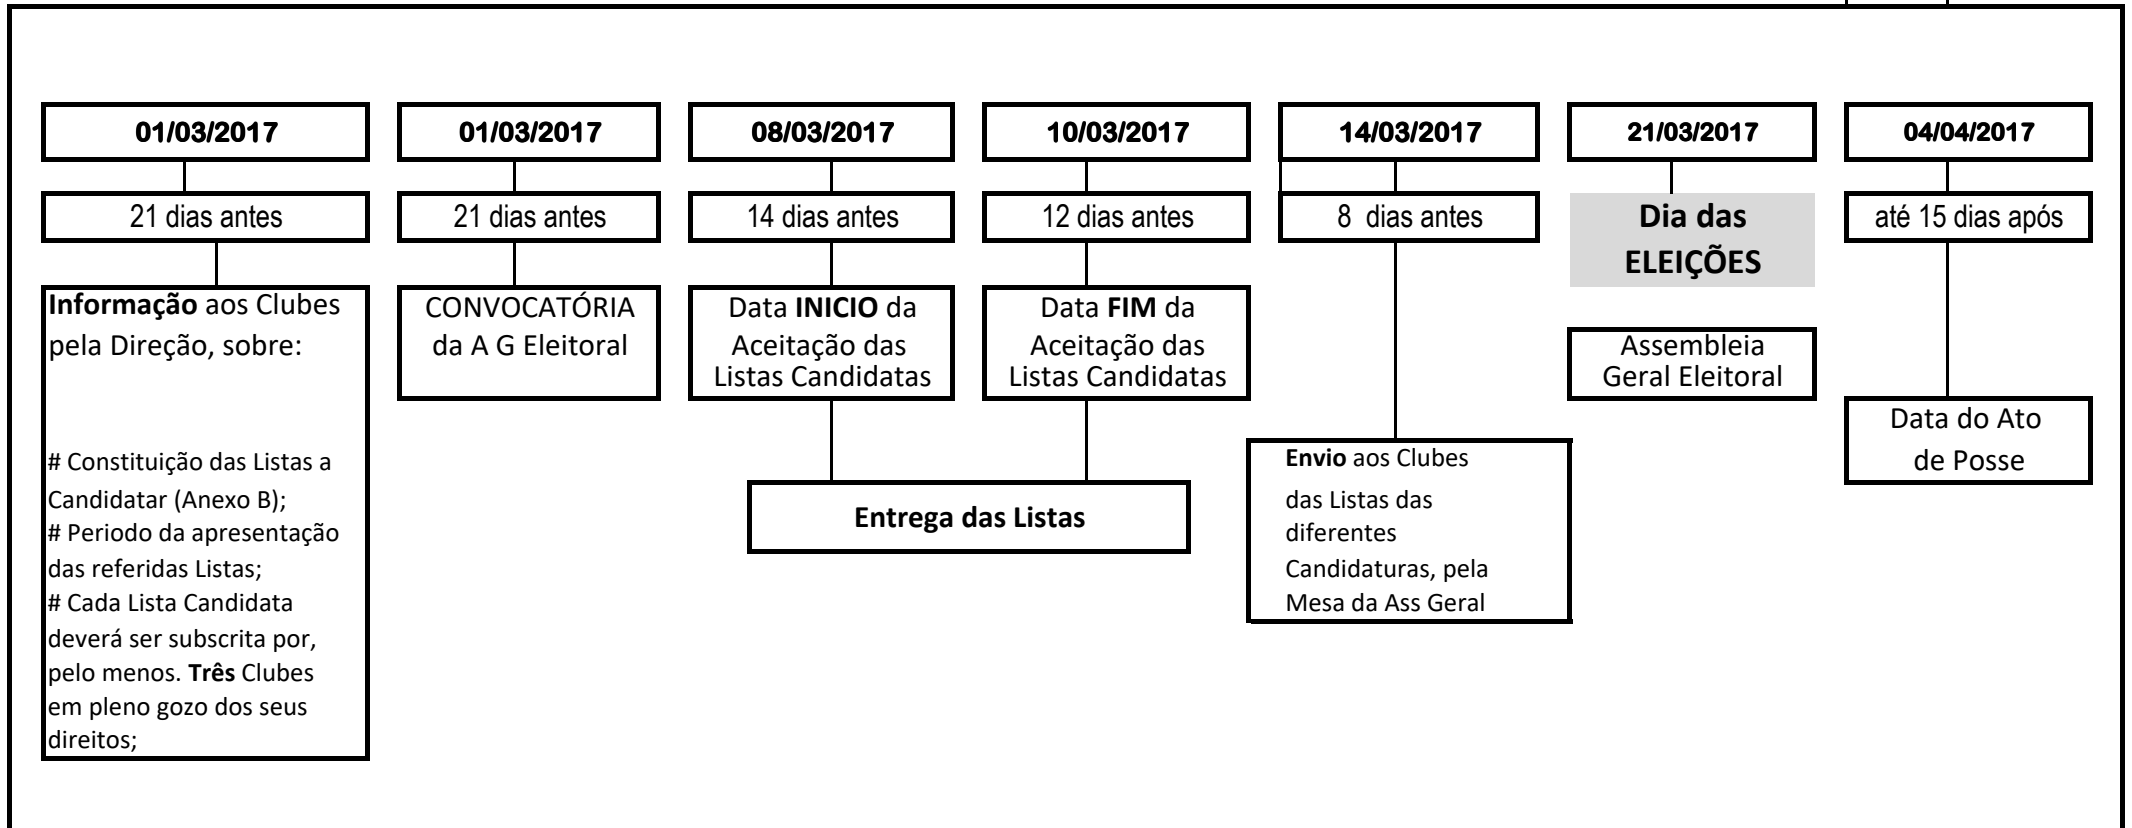 01/03/2017
21 dias antes
Informação aos Clubes
pela Direção, sobre:
# Constituição das Listas a
Candidatar (Anexo B);
# Periodo da apresentação
das referidas Listas;
# Cada Lista Candidata
deverá ser subscrita por,
pelo menos. Três Clubes
em pleno gozo dos seus
direitos;
01/03/2017
21 dias antes
CONVOCATÓRIA
da A G Eleitoral
08/03/2017
14 dias antes
Data INICIO da
Aceitação das
Listas Candidatas
10/03/2017
12 dias antes
Data FIM da
Aceitação das
Listas Candidatas
Entrega das Listas
14/03/2017
8 dias antes
Envio aos Clubes
das Listas das
diferentes
Candidaturas, pela
Mesa da Ass Geral
21/03/2017
Dia das
ELEIÇÕES
Assembleia
Geral Eleitoral
04/04/2017
até 15 dias após
Data do Ato
de Posse